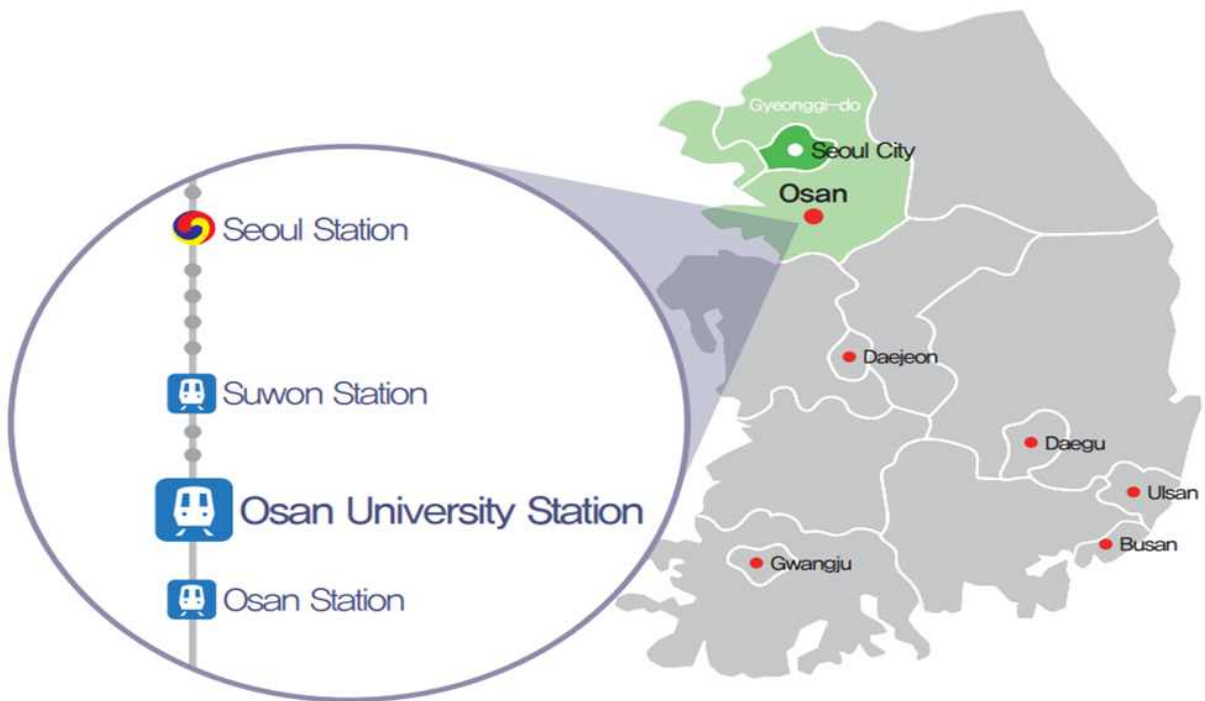 Gyeonggi-do
Seoul City
Osan
Seoul Station
Suwon Station
Osan University Station
Osan Station
Daejeon
Daegu
Ulsan
Busan
Gwangju